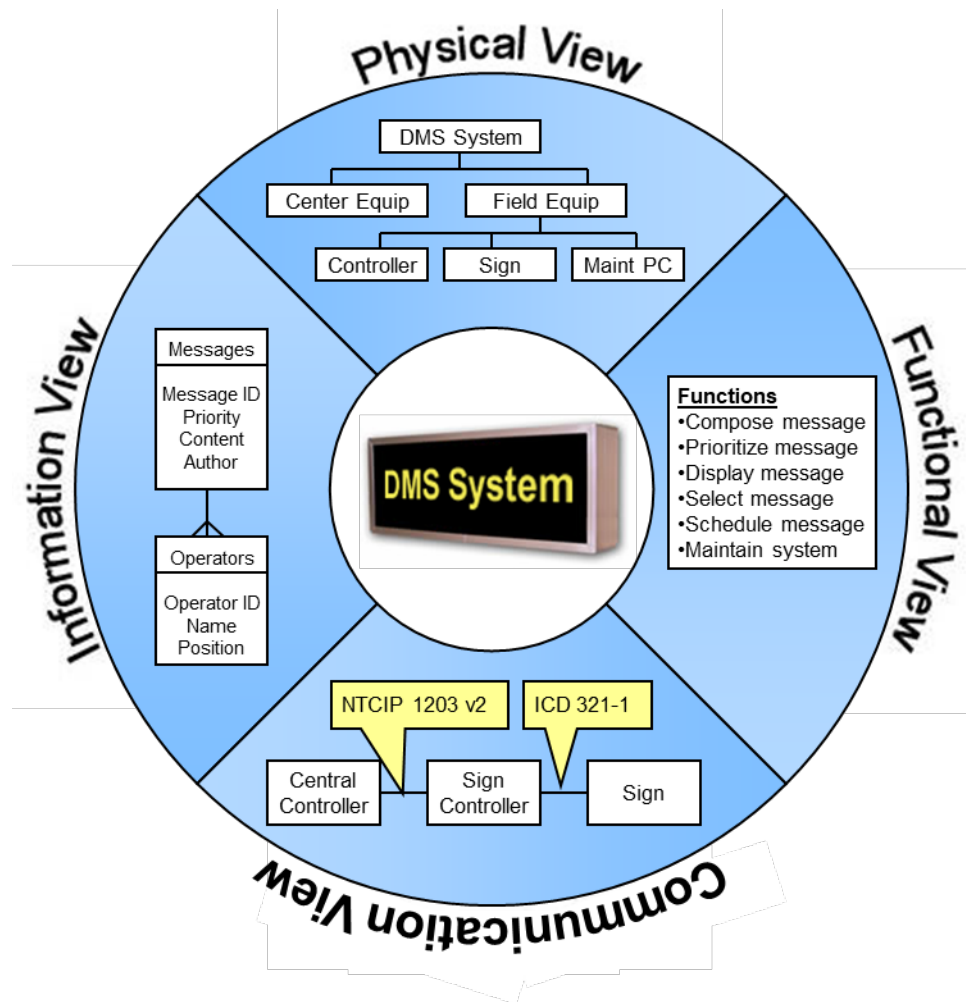 Physical View
DMS System
Center Equip
Field Equip
Controller
Sign
Maint PC
Information View
Messages
Message ID
Priority
Content
Author
Operators
Operator ID
Name
Position
DMS System
Functional View
Functions
•Compose message
•Prioritize message
•Display message
•Select message
•Schedule message
•Maintain system
NTCIP 1203 v2
ICD 321-1
Central
Controller
Sign
Controller
Sign
Communication View